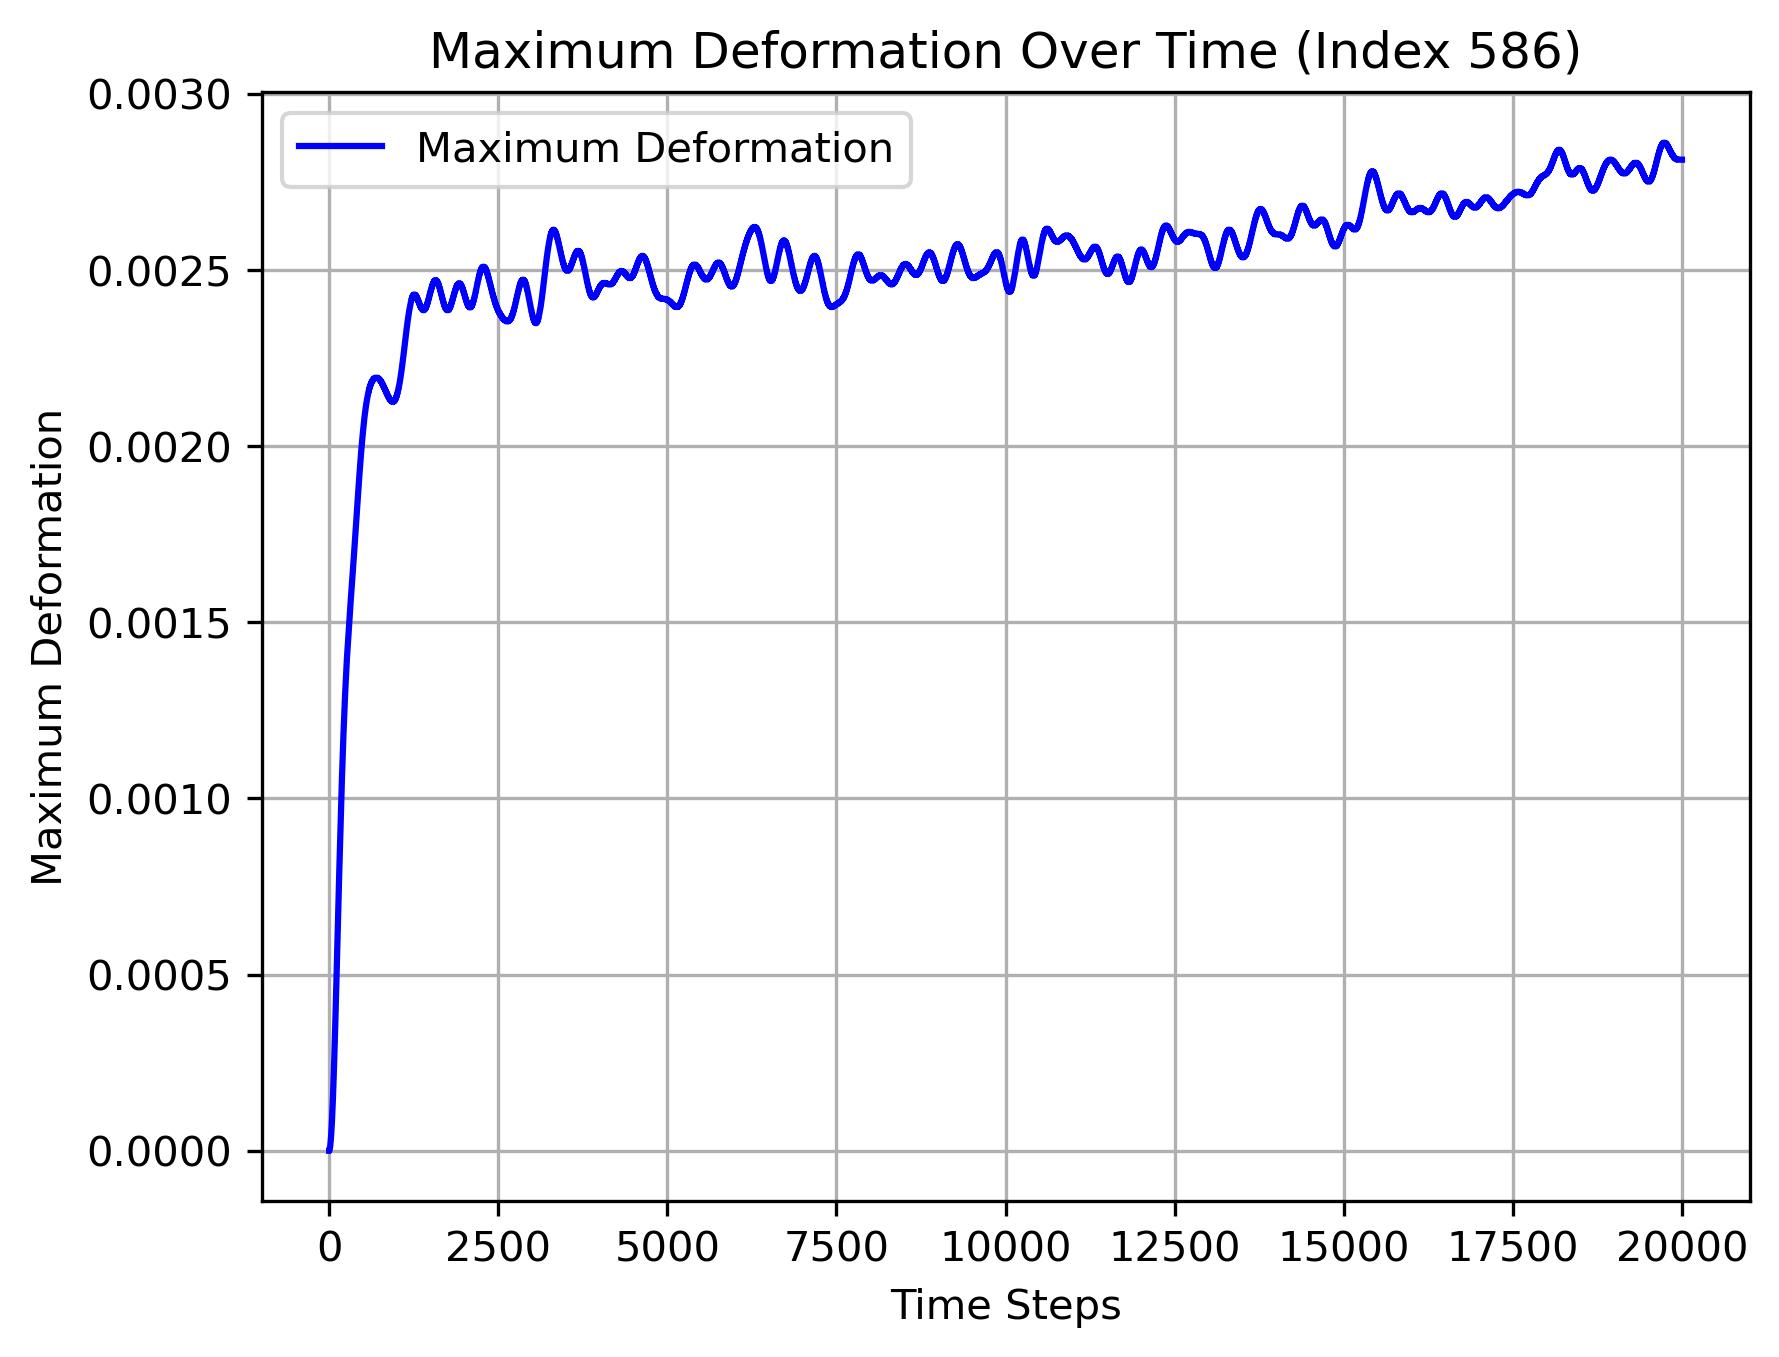 Maximum Deformation Over Time (Index 586)
Maximum Deformation
Maximum Deformation
0.0030
0.0025
0.0020
0.0015
0.0010
0.0005
0.0000
0 2500 5000 7500 10000 12500 15000 17500 20000
Time Steps